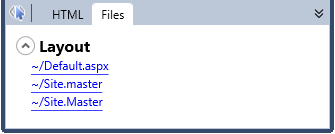 HTML Files
Layout
~/Default.aspx
~/Site.master
~/Site.Master